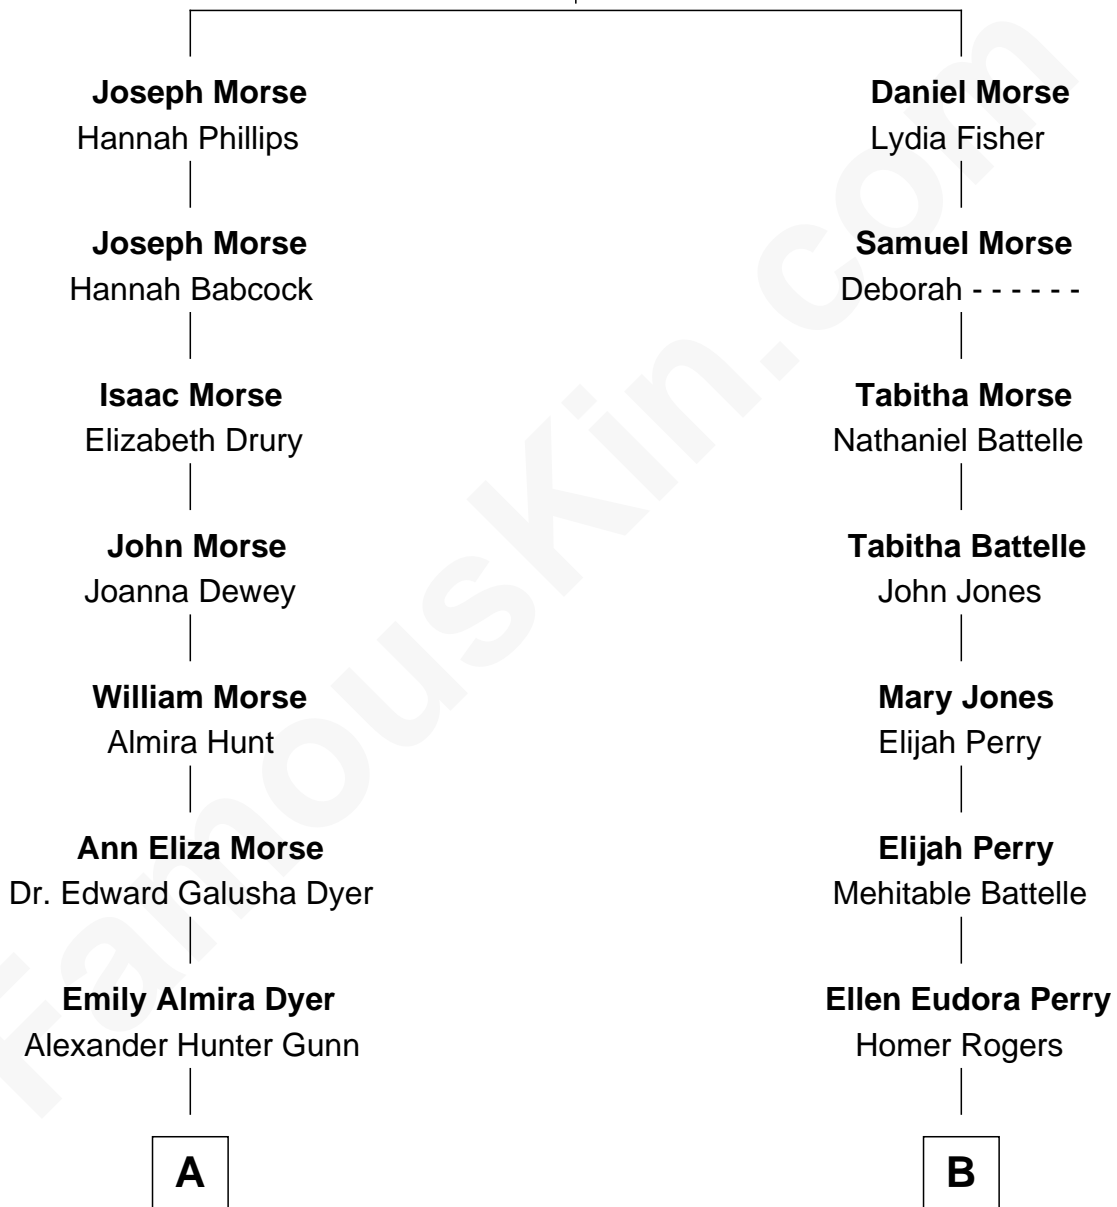 Joseph Morse
Hannah Phillips
Daniel Morse
Lydia Fisher
Joseph Morse
Hannah Babcock
Samuel Morse
Deborah - - - - - -
Isaac Morse
Elizabeth Drury
Tabitha Morse
Nathaniel Battelle
John Morse
Joanna Dewey
Tabitha Battelle
John Jones
William Morse
Almira Hunt
Mary Jones
Elijah Perry
Ann Eliza Morse
Dr. Edward Galusha Dyer
Elijah Perry
Mehitable Battelle
Emily Almira Dyer
Alexander Hunter Gunn
Ellen Eudora Perry
Homer Rogers
A
B
FamousKin.com